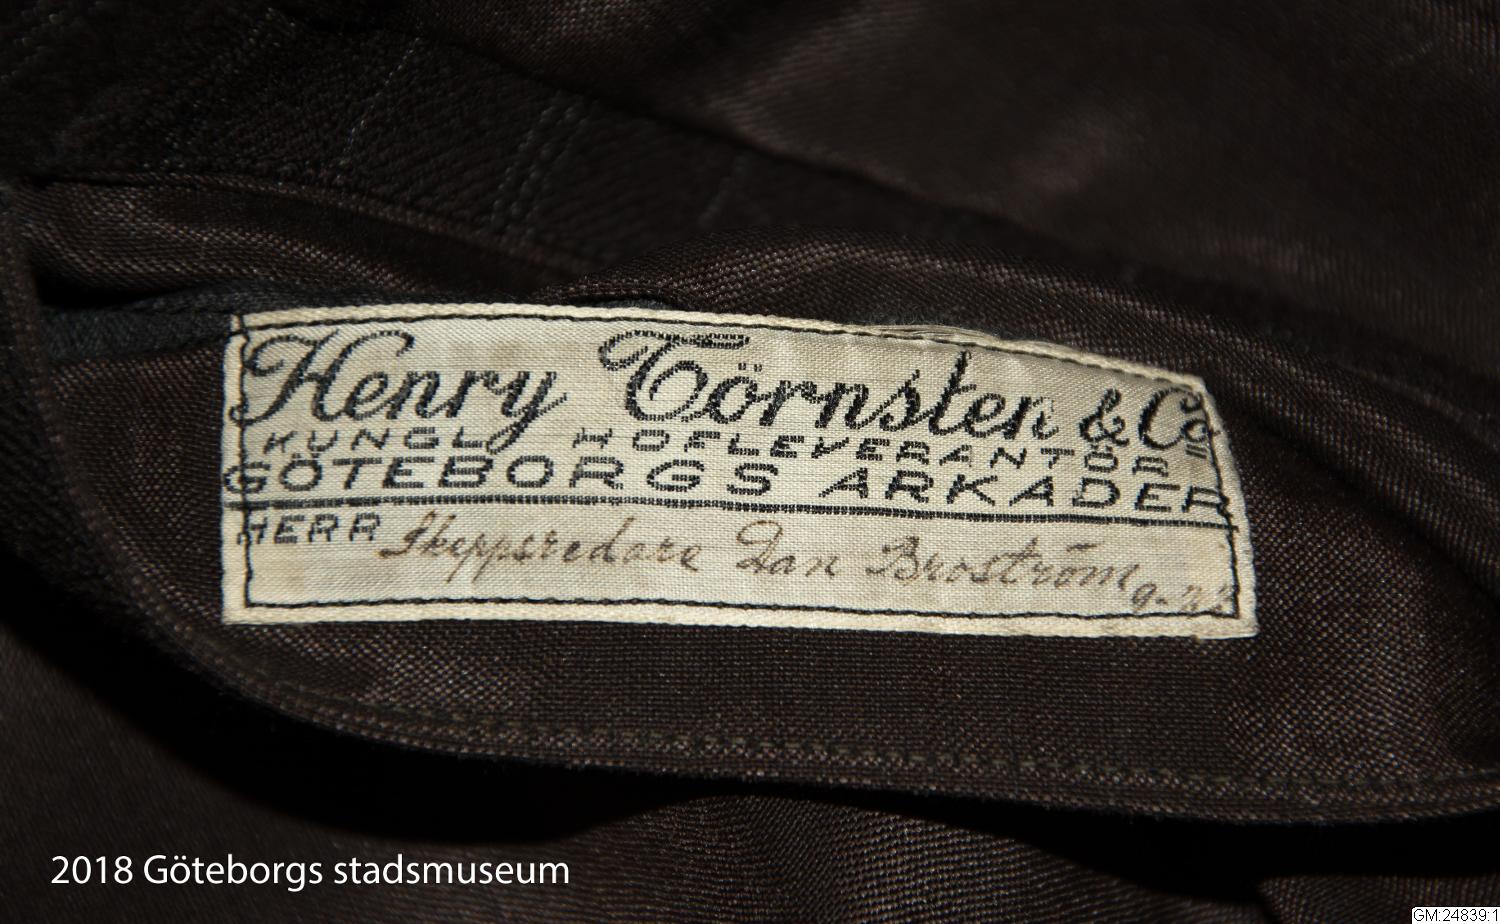 Henry Törnsten & Co
KUNGL. HOFLEVERANTÖR
GÖTEBORGS ARKADER
HERR Skeppsredare Dan Broström
2018 Göteborgs stadsmuseum
GM:24839:1